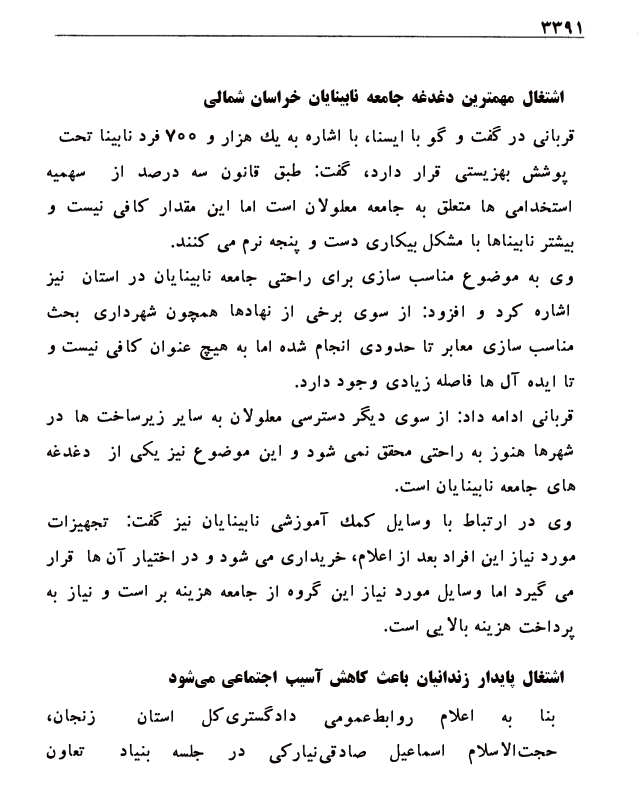 ۳۳۹۱
اشتغال مهمترین دغدغه جامعه نابینایان خراسان شمالی
قربانی در گفت و گو با ایسنا، با اشاره به یك هزار و ۷۰۰ فرد نابینا تحت
پوشش بهزیستی قرار دارد، گفت: طبق قانون سه درصد از سهمیه
استخدامی ها متعلق به جامعه معلولان است اما این مقدار کافی نیست و
بیشتر نابیناها با مشکل بیکاری دست و پنجه نرم می کنند.
وی به موضوع مناسب سازی برای راحتی جامعه نابینایان در استان نیز
اشاره کرد و افزود: از سوی برخی از نهادها همچون شهرداری بحث
مناسب سازی معابر تا حدودی انجام شده اما به هیچ عنوان کافی نیست و
تا ایده آل ها فاصله زیادی وجود دارد.
قربانی ادامه داد: از سوی دیگر دسترسی معلولان به سایر زیرساخت ها در
شهرها هنوز به راحتی محقق نمی شود و این موضوع نیز یکی از دغدغه
های جامعه نابینایان است.
وی در ارتباط با وسایل کمك آموزشی نابینایان نیز گفت: تجهیزات
مورد نیاز این افراد بعد از اعلام، خریداری می شود و در اختیار آن ها قرار
می گیرد اما وسایل مورد نیاز این گروه از جامعه هزینه بر است و نیاز به
پرداخت هزینه بالایی است.
اشتغال پایدار زندانیان باعث کاهش آسیب اجتماعی می‌شود
بنا به اعلام روابط‌عمومی دادگستری‌کل استان زنجان،
حجت‌الاسلام اسماعیل صادقی‌نیارکی در جلسه بنیاد تعاون